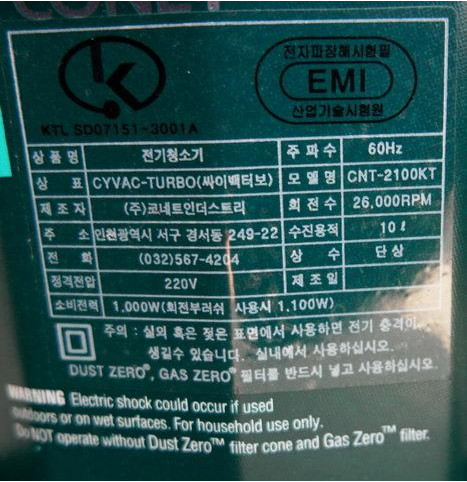 CONET
K
전자파장해시험필
EMI
산업기술시험원
KTL SD07151-3001A
상품명 전기청소기 주파수 60Hz
상표 CYVAC-TURBO(싸이백터보) 모델명 CNT-2100KT
제조자 (주)코네트인더스트리 회전수 26,000RPM
주소 인천광역시 서구 경서동 249-22 수진용적 10ℓ
전화 (032)567-4204 상수 단상
정격전압 220V 제조일
소비전력 1,000W(회전부러쉬 사용시 1,100W)
주의 : 실외 혹은 젖은 표면에서 사용하면 전기 충격이
생길수 있습니다. 실내에서 사용하십시오.
DUST ZERO®, GAS ZERO® 필터를 반드시 넣고 사용하십시오.
WARNING Electric shock could occur if used
outdoors or on wet surfaces. For household use only.
Do NOT operate without Dust Zero™ filter cone and Gas Zero™ filter.